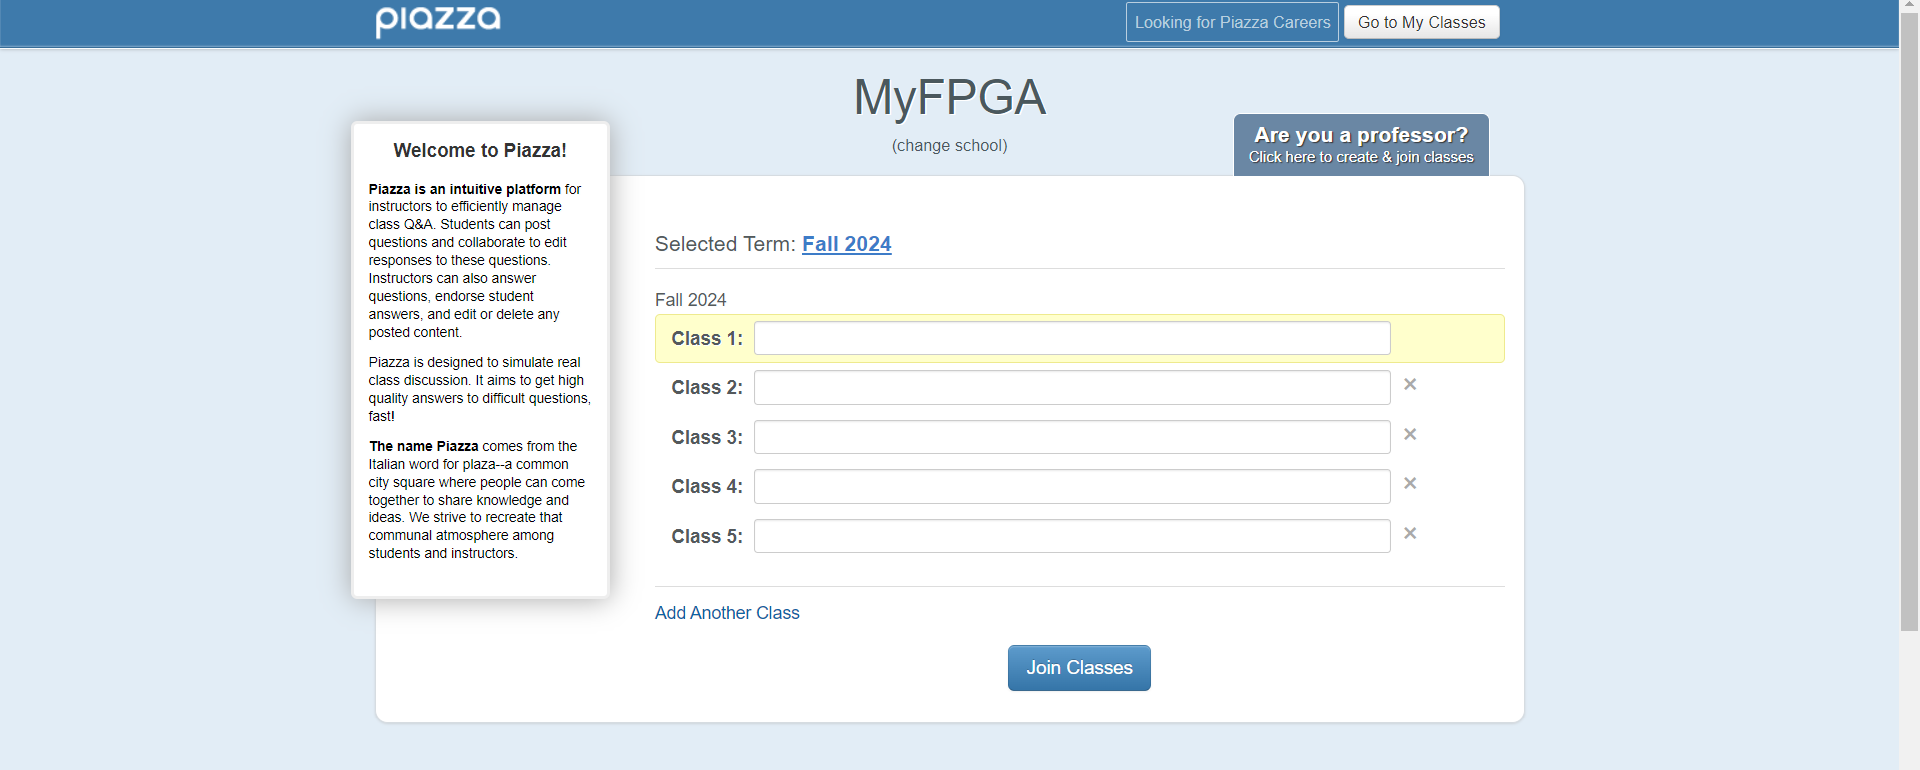 piazza
Looking for Piazza Careers
Go to My Classes
MyFPGA
(change school)
Are you a professor?
Click here to create & join classes
Welcome to Piazza!
Piazza is an intuitive platform for
instructors to efficiently manage
class Q&A. Students can post
questions and collaborate to edit
responses to these questions.
Instructors can also answer
questions, endorse student
answers, and edit or delete any
posted content.
Piazza is designed to simulate real
class discussion. It aims to get high
quality answers to difficult questions,
fast!
The name Piazza comes from the
Italian word for plaza--a common
city square where people can come
together to share knowledge and
ideas. We strive to recreate that
communal atmosphere among
students and instructors.
Selected Term: Fall 2024
Fall 2024
Class 1:
Class 2:
Class 3:
Class 4:
Class 5:
Add Another Class
Join Classes